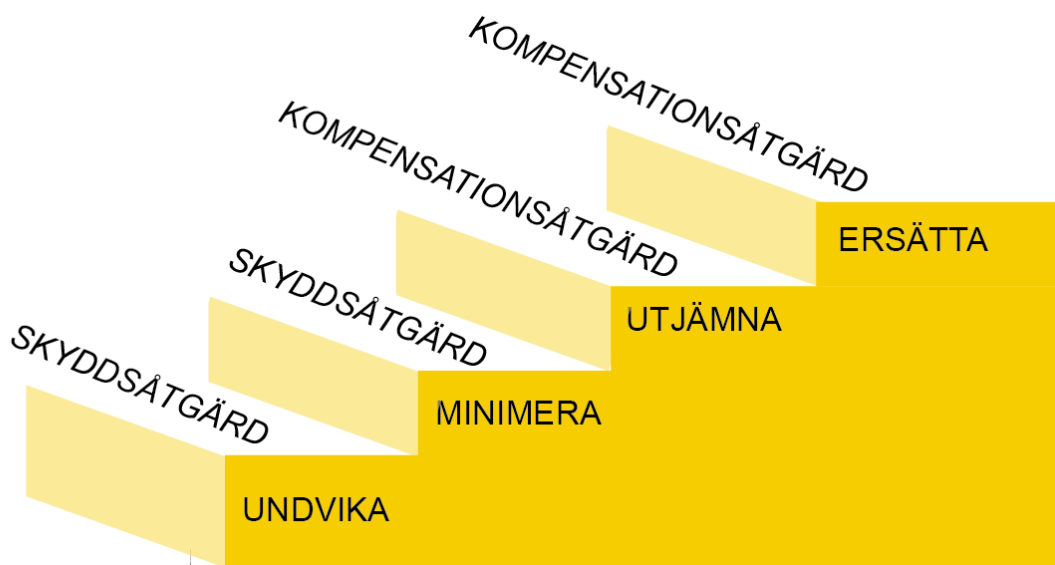 KOMPENSATIONSÅTGÄRD
KOMPENSATIONSÅTGÄRD
ERSÄTTA
SKYDDSÅTGÄRD
UTJÄMNA
SKYDDSÅTGÄRD
MINIMERA
UNDVIKA